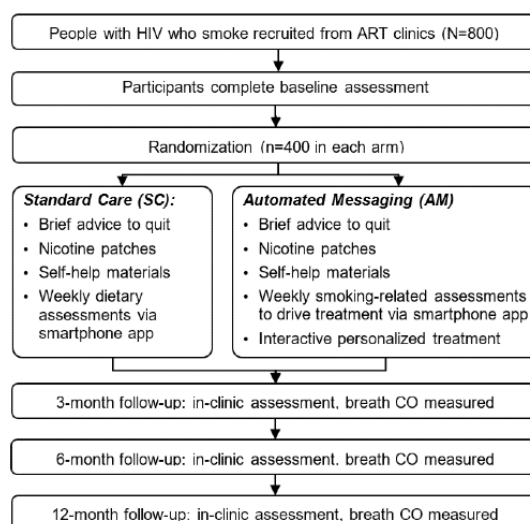 People with HIV who smoke recruited from ART clinics (N=800)
Participants complete baseline assessment
Randomization (n=400 in each arm)
Standard Care (SC):
• Brief advice to quit
• Nicotine patches
• Self-help materials
• Weekly dietary
assessments via
smartphone app
Automated Messaging (AM)
• Brief advice to quit
• Nicotine patches
• Self-help materials
• Weekly smoking-related assessments
to drive treatment via smartphone app
• Interactive personalized treatment
3-month follow-up: in-clinic assessment, breath CO measured
6-month follow-up: in-clinic assessment, breath CO measured
12-month follow-up: in-clinic assessment, breath CO measured